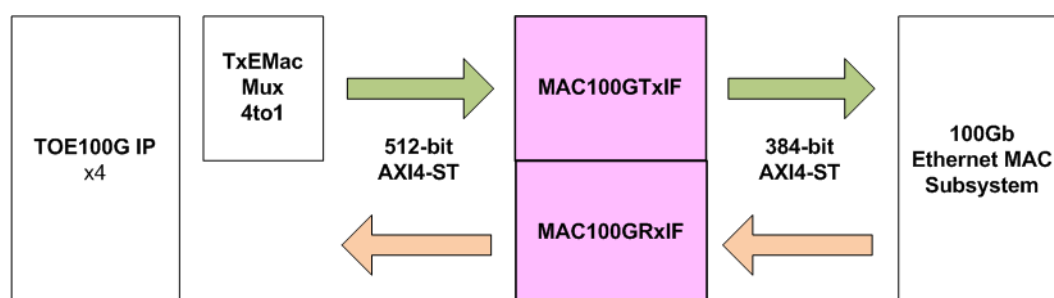 TOE100G IP
x4
TxEMac
Mux
4to1
512-bit
AXI4-ST
MAC100GTxIF
MAC100GRxIF
384-bit
AXI4-ST
100Gb
Ethernet MAC
Subsystem